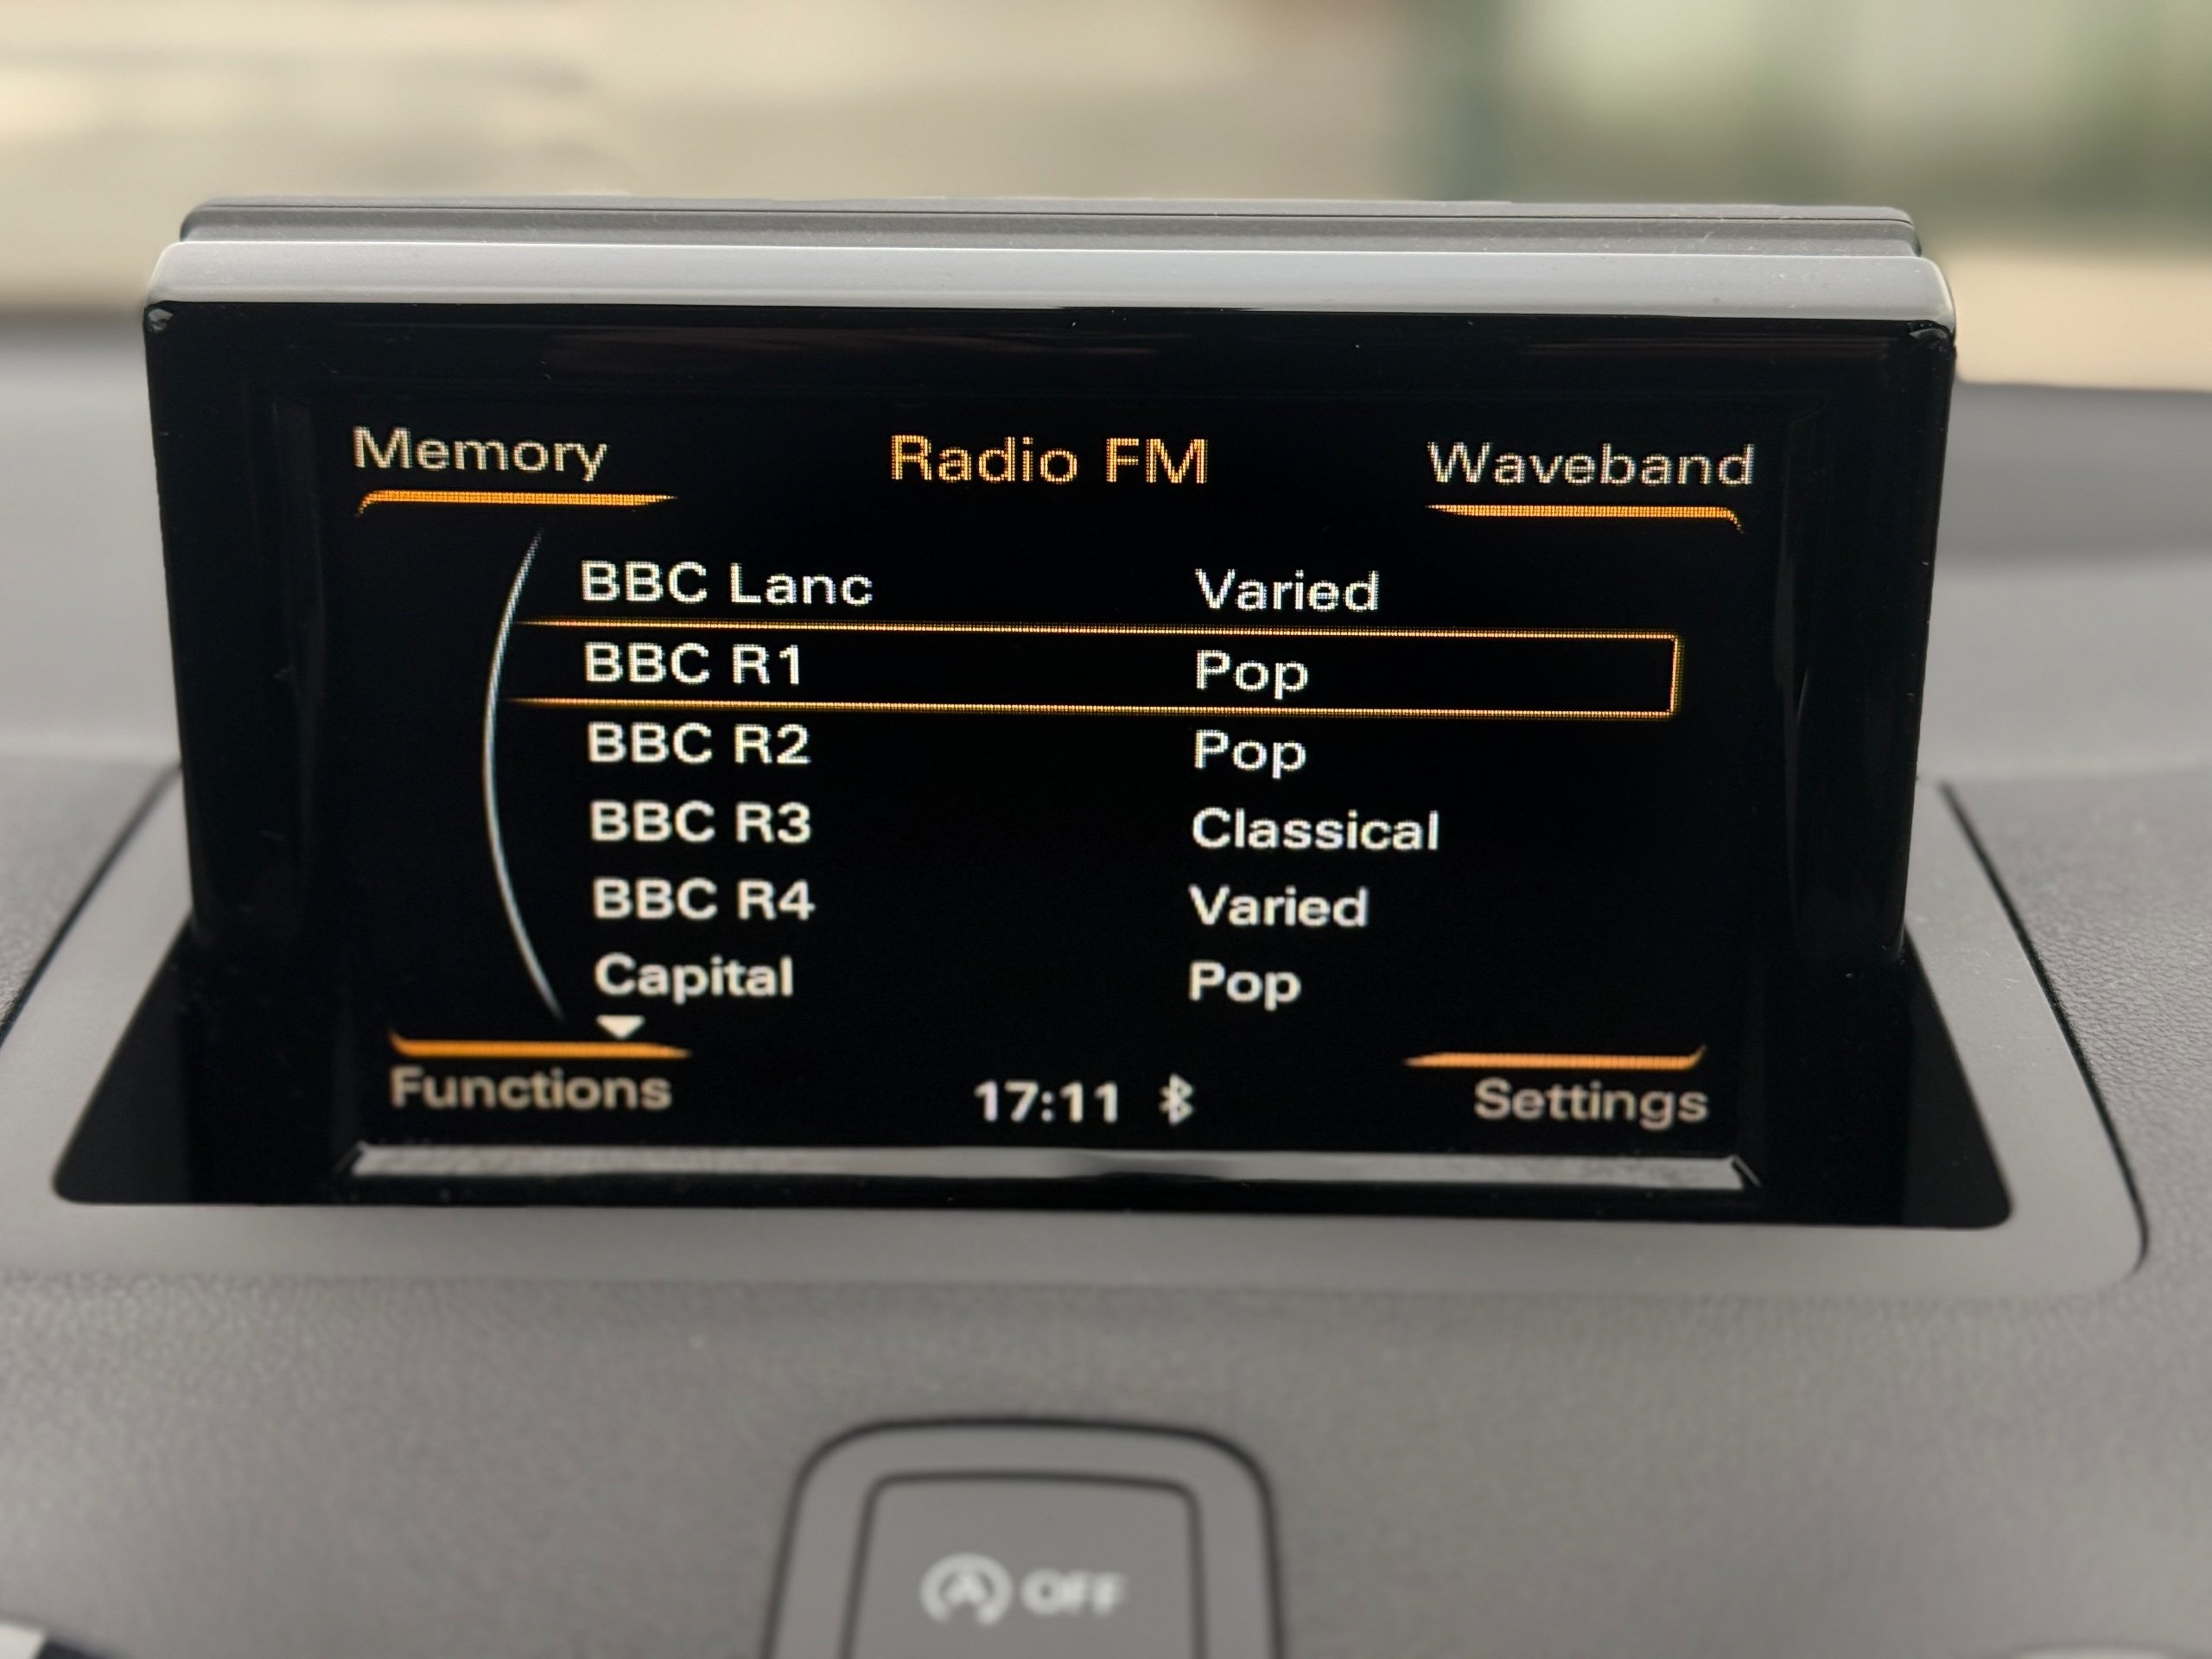 Memory Radio FM Waveband
BBC Lanc Varied
BBC R1 Pop
BBC R2 Pop
BBC R3 Classical
BBC R4 Varied
Capital Pop
Functions 17:11 Settings
A OFF